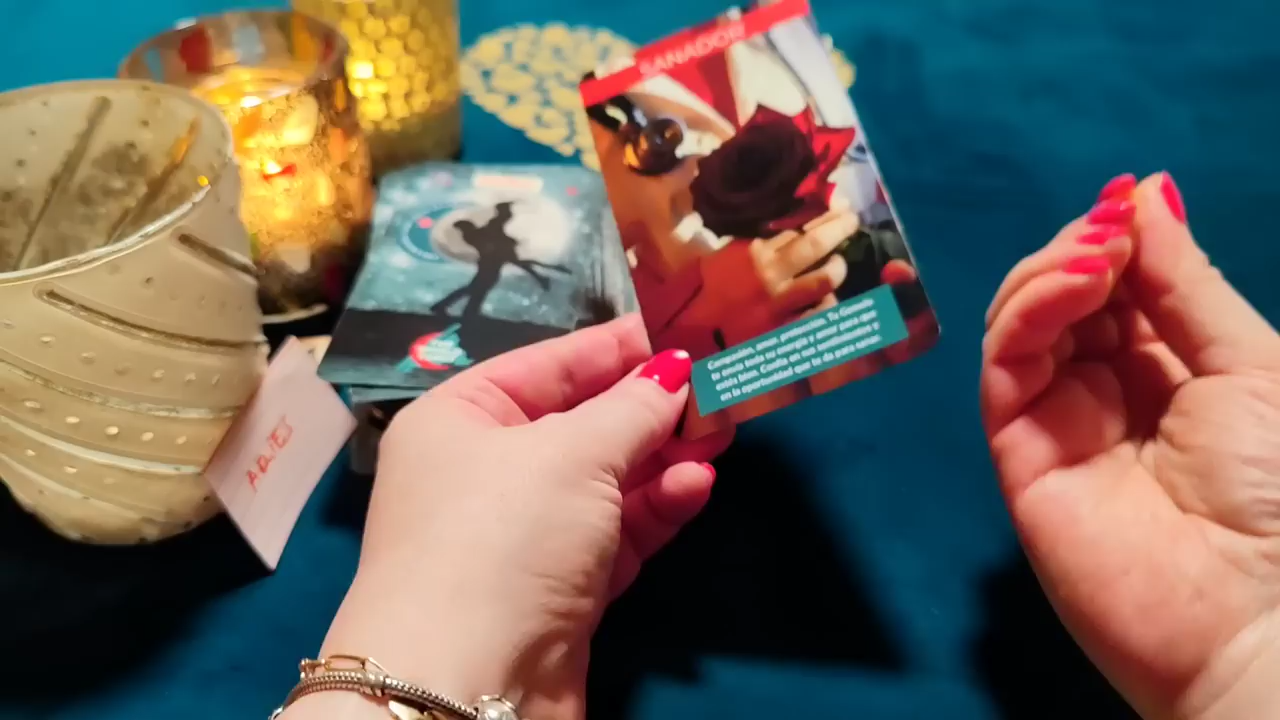 SANADOR
Compasión, amor, protección. Tu Gemelo
te envía toda su energía y amor para que
estés bien. Confía en tus sentimientos y
en la oportunidad que te da para sanar.
ARIES